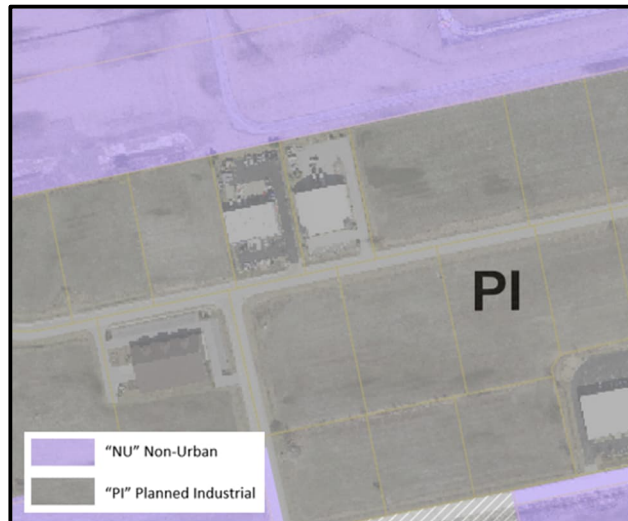 PI
“NU” Non-Urban
“PI” Planned Industrial